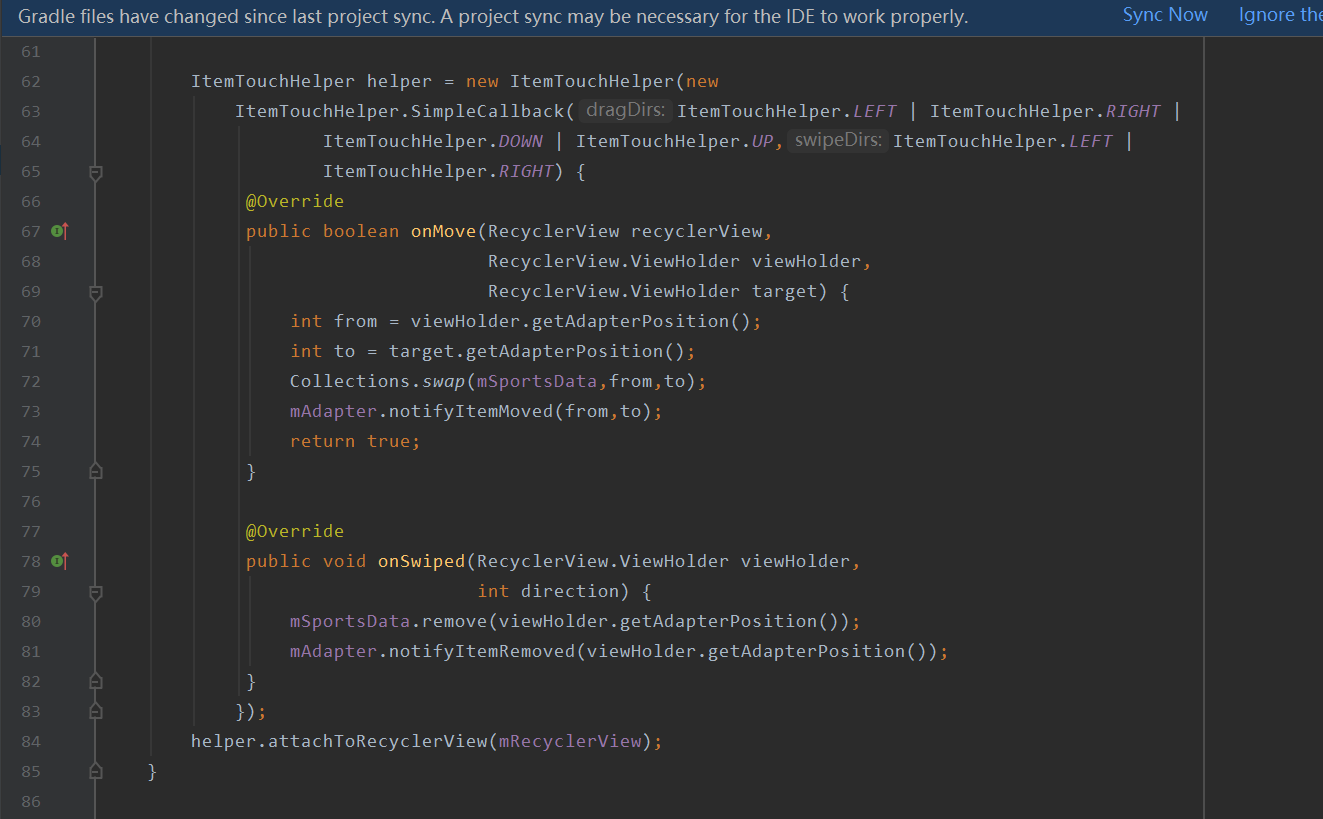 Gradle files have changed since last project sync. A project sync may be necessary for the IDE to work properly. Sync Now Ignore the
61
62 ItemTouchHelper helper = new ItemTouchHelper(new
63 ItemTouchHelper.SimpleCallback( dragDirs: ItemTouchHelper.LEFT | ItemTouchHelper.RIGHT |
64 ItemTouchHelper.DOWN | ItemTouchHelper.UP, swipeDirs: ItemTouchHelper.LEFT |
65 ItemTouchHelper.RIGHT) {
66 @Override
67 public boolean onMove(RecyclerView recyclerView,
68 RecyclerView.ViewHolder viewHolder,
69 RecyclerView.ViewHolder target) {
70 int from = viewHolder.getAdapterPosition();
71 int to = target.getAdapterPosition();
72 Collections.swap(mSportsData,from,to);
73 mAdapter.notifyItemMoved(from,to);
74 return true;
75 }
76
77 @Override
78 public void onSwiped(RecyclerView.ViewHolder viewHolder,
79 int direction) {
80 mSportsData.remove(viewHolder.getAdapterPosition());
81 mAdapter.notifyItemRemoved(viewHolder.getAdapterPosition());
82 }
83 });
84 helper.attachToRecyclerView(mRecyclerView);
85 }
86